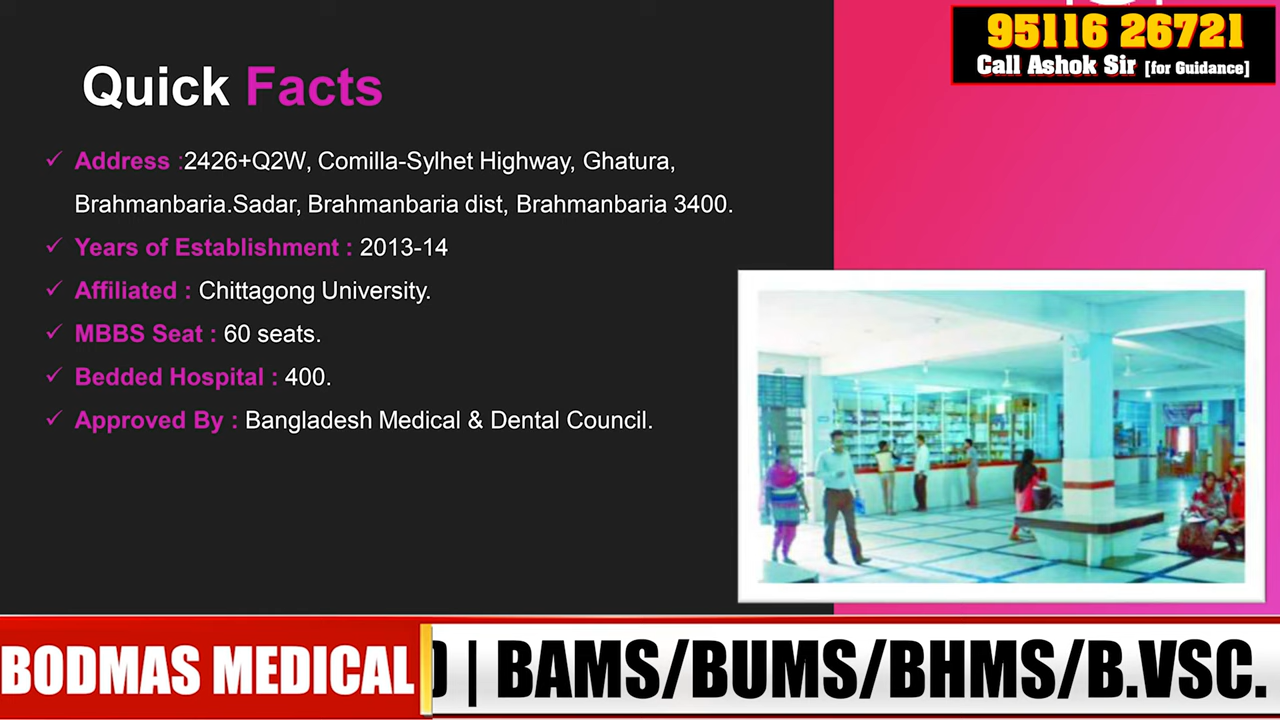 95116 26721
Call Ashok Sir [for Guidance]
Quick Facts
Address :2426+Q2W, Comilla-Sylhet Highway, Ghatura,
Brahmanbaria.Sadar, Brahmanbaria dist, Brahmanbaria 3400.
Years of Establishment : 2013-14
Affiliated : Chittagong University.
MBBS Seat : 60 seats.
Bedded Hospital : 400.
Approved By : Bangladesh Medical & Dental Council.
BODMAS MEDICAL
| BAMS/BUMS/BHMS/B.VSC.